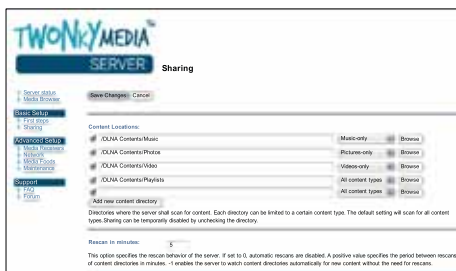 TWONKYMEDIA
SERVER
Sharing
Server status
Media Browser
Save Changes Cancel
Basic Setup
First steps
Sharing
Advanced Setup
Media Receivers
Network
Media Feeds
Maintenance
Support
FAQ
Forum
Content Locations:
/DLNA Contents/Music Music-only Browse
/DLNA Contents/Photos Pictures-only Browse
/DLNA Contents/Video Videos-only Browse
/DLNA Contents/Playlists All content types Browse
All content types Browse
Add new content directory
Directories where the server shall scan for content. Each directory can be limited to a certain content type. The default setting will scan for all content
types.Sharing can be temporarily disabled by unchecking the directory.
Rescan in minutes: 5
This option specifies the rescan behavior of the server. If set to 0, automatic rescans are disabled. A positive value specifies the period between rescans
of content directories in minutes. -1 enables the server to watch content directories automatically for new content without the need for rescans.